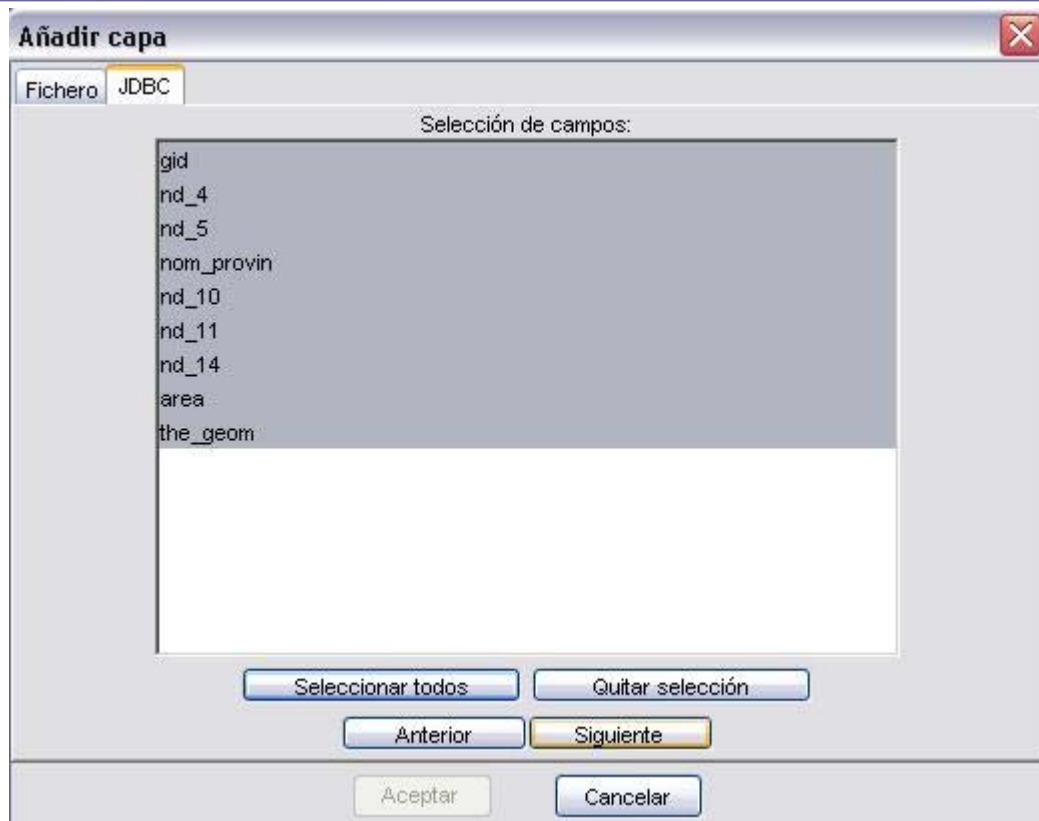 Añadir capa
Fichero JDBC
Selección de campos:
gid
nd_4
nd_5
nom_provin
nd_10
nd_11
nd_14
area
the_geom
Seleccionar todos Quitar selección
Anterior Siguiente
Aceptar Cancelar